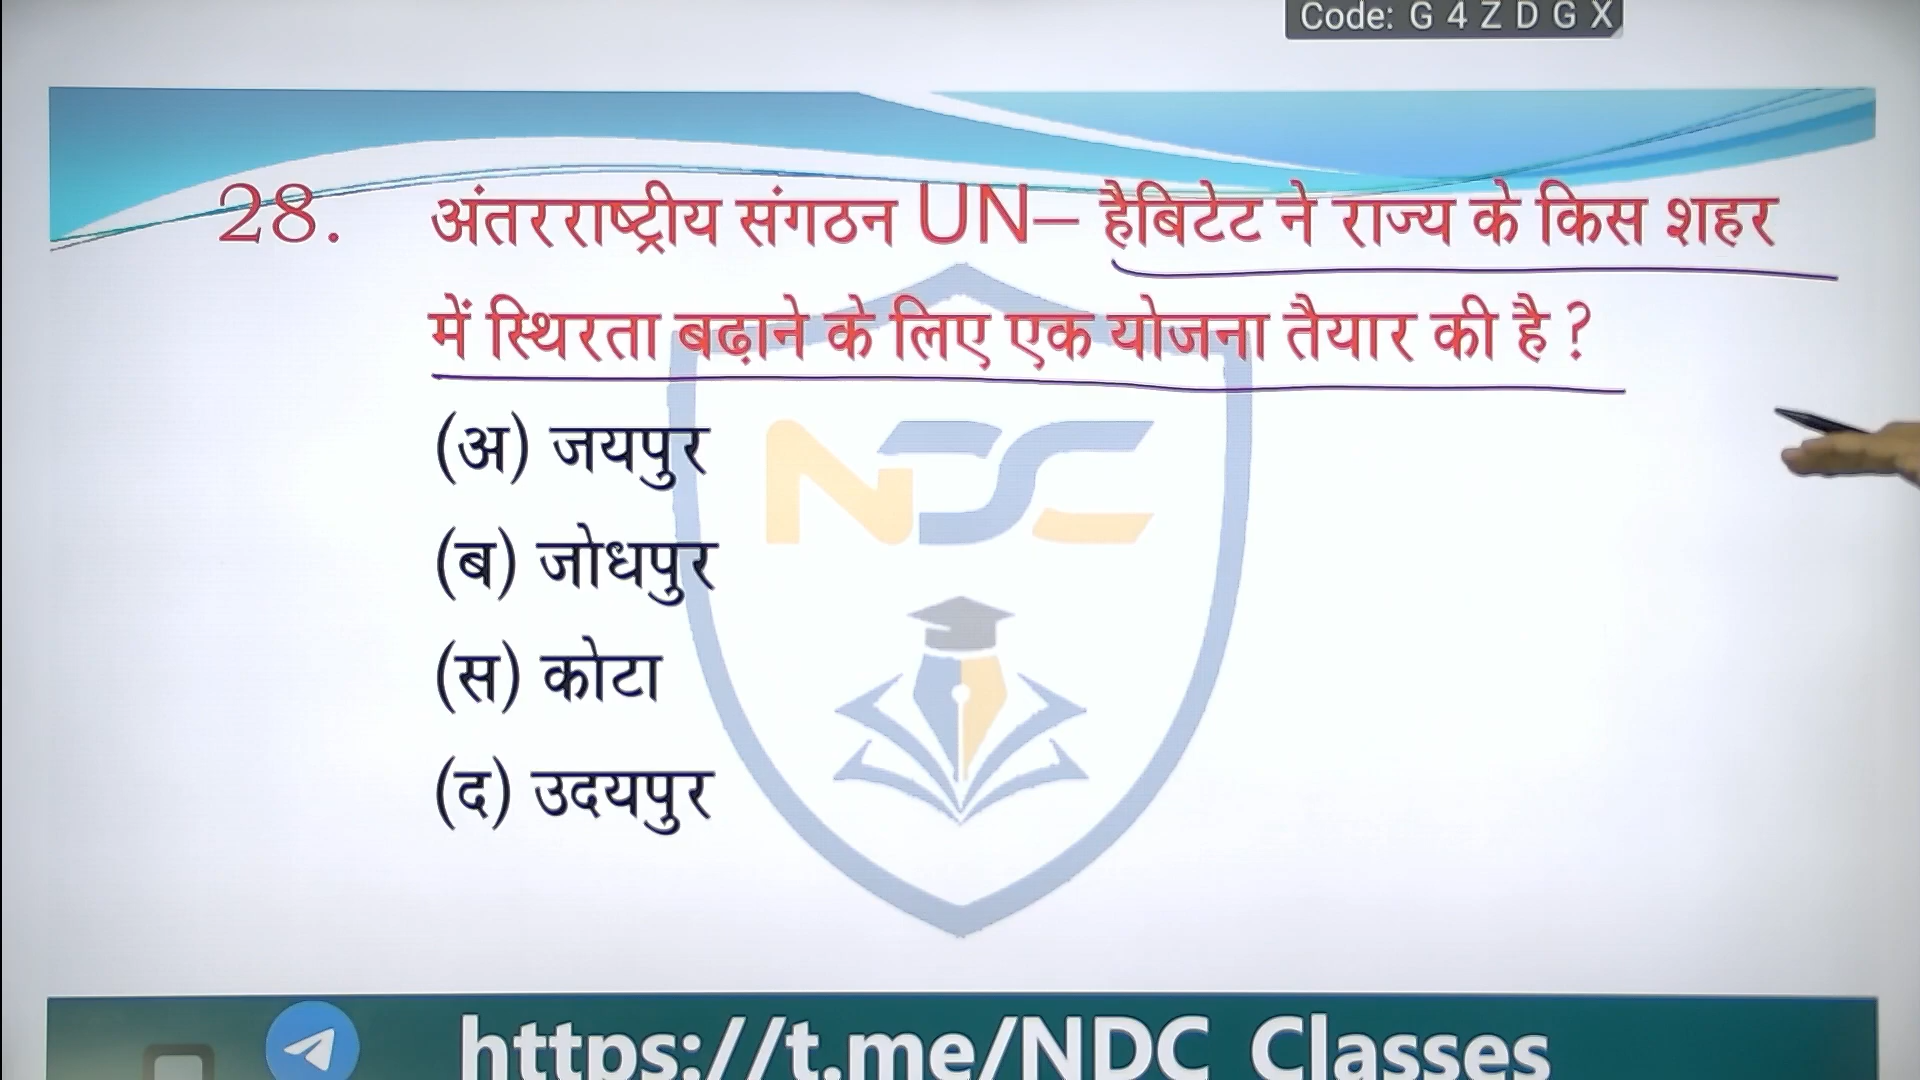 Code: G 4 Z D G X
28. अंतरराष्ट्रीय संगठन UN– हैबिटेट ने राज्य के किस शहर
में स्थिरता बढ़ाने के लिए एक योजना तैयार की है ?
(अ) जयपुर
NDC
(ब) जोधपुर
(स) कोटा
(द) उदयपुर
https://t.me/NDC_Classes